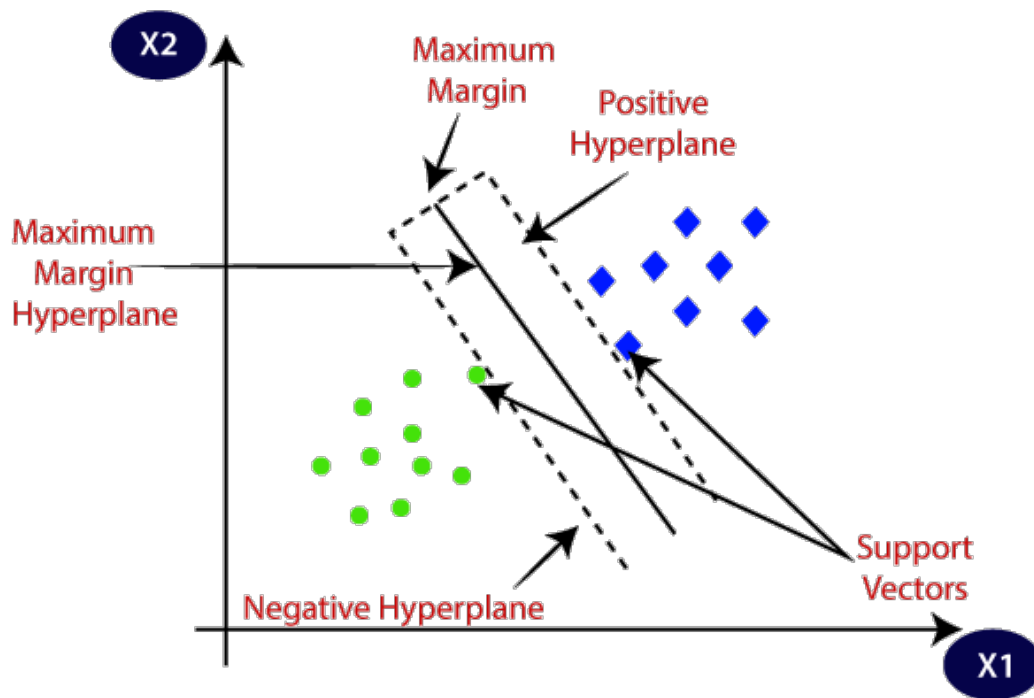 X2
Maximum
Margin
Positive
Hyperplane
Maximum
Margin
Hyperplane
Support
Vectors
Negative Hyperplane
X1